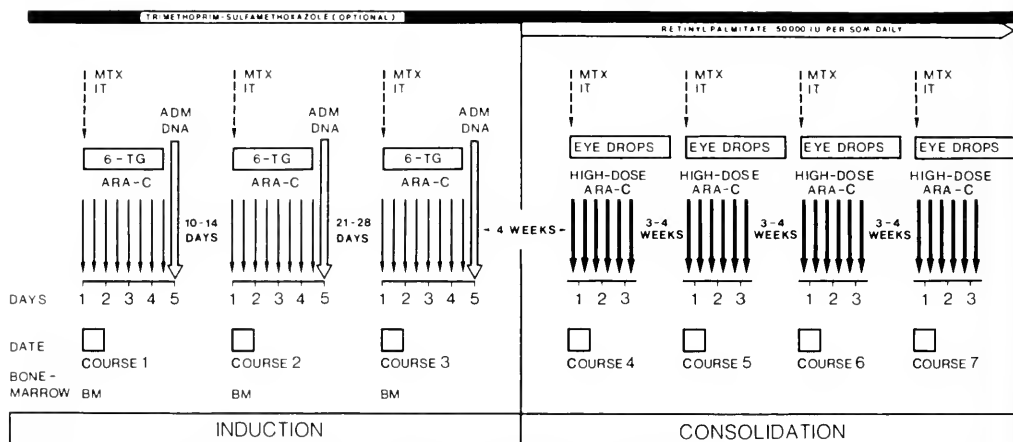 TRIMETHOPRIM-SULFAMETHOXAZOLE (OPTIONAL)
RETINYLPALMITATE 50000 IU PER SQM DAILY
MTX IT MTX IT MTX IT MTX IT MTX IT MTX IT MTX IT
ADM DNA ADM DNA ADM DNA
6-TG 6-TG 6-TG EYE DROPS EYE DROPS EYE DROPS EYE DROPS
ARA-C ARA-C ARA-C HIGH-DOSE ARA-C HIGH-DOSE ARA-C HIGH-DOSE ARA-C HIGH-DOSE ARA-C
10-14 DAYS 21-28 DAYS 4 WEEKS 3-4 WEEKS 3-4 WEEKS 3-4 WEEKS
DAYS 1 2 3 4 5 1 2 3 4 5 1 2 3 4 5 1 2 3 1 2 3 1 2 3 1 2 3
DATE
COURSE 1 COURSE 2 COURSE 3 COURSE 4 COURSE 5 COURSE 6 COURSE 7
BONE-
MARROW BM BM BM
INDUCTION CONSOLIDATION